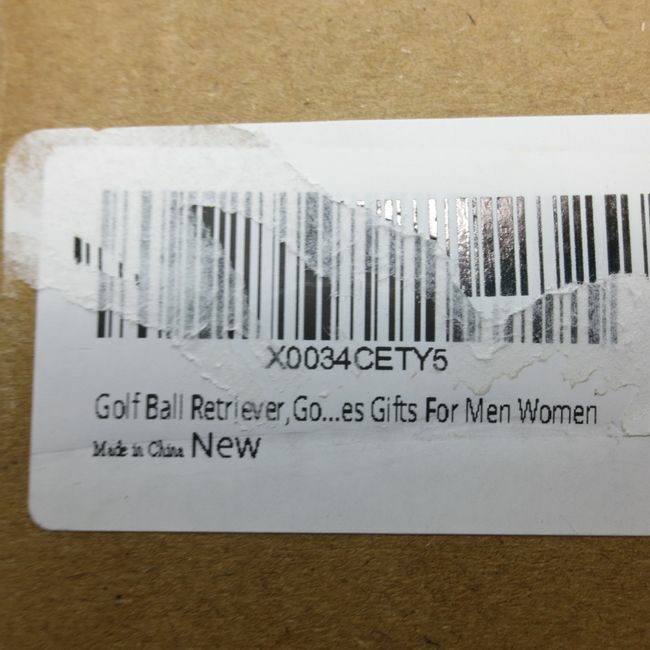 X0034CETY5
Golf Ball Retriever,Go...es Gifts For Men Women
Made in China New